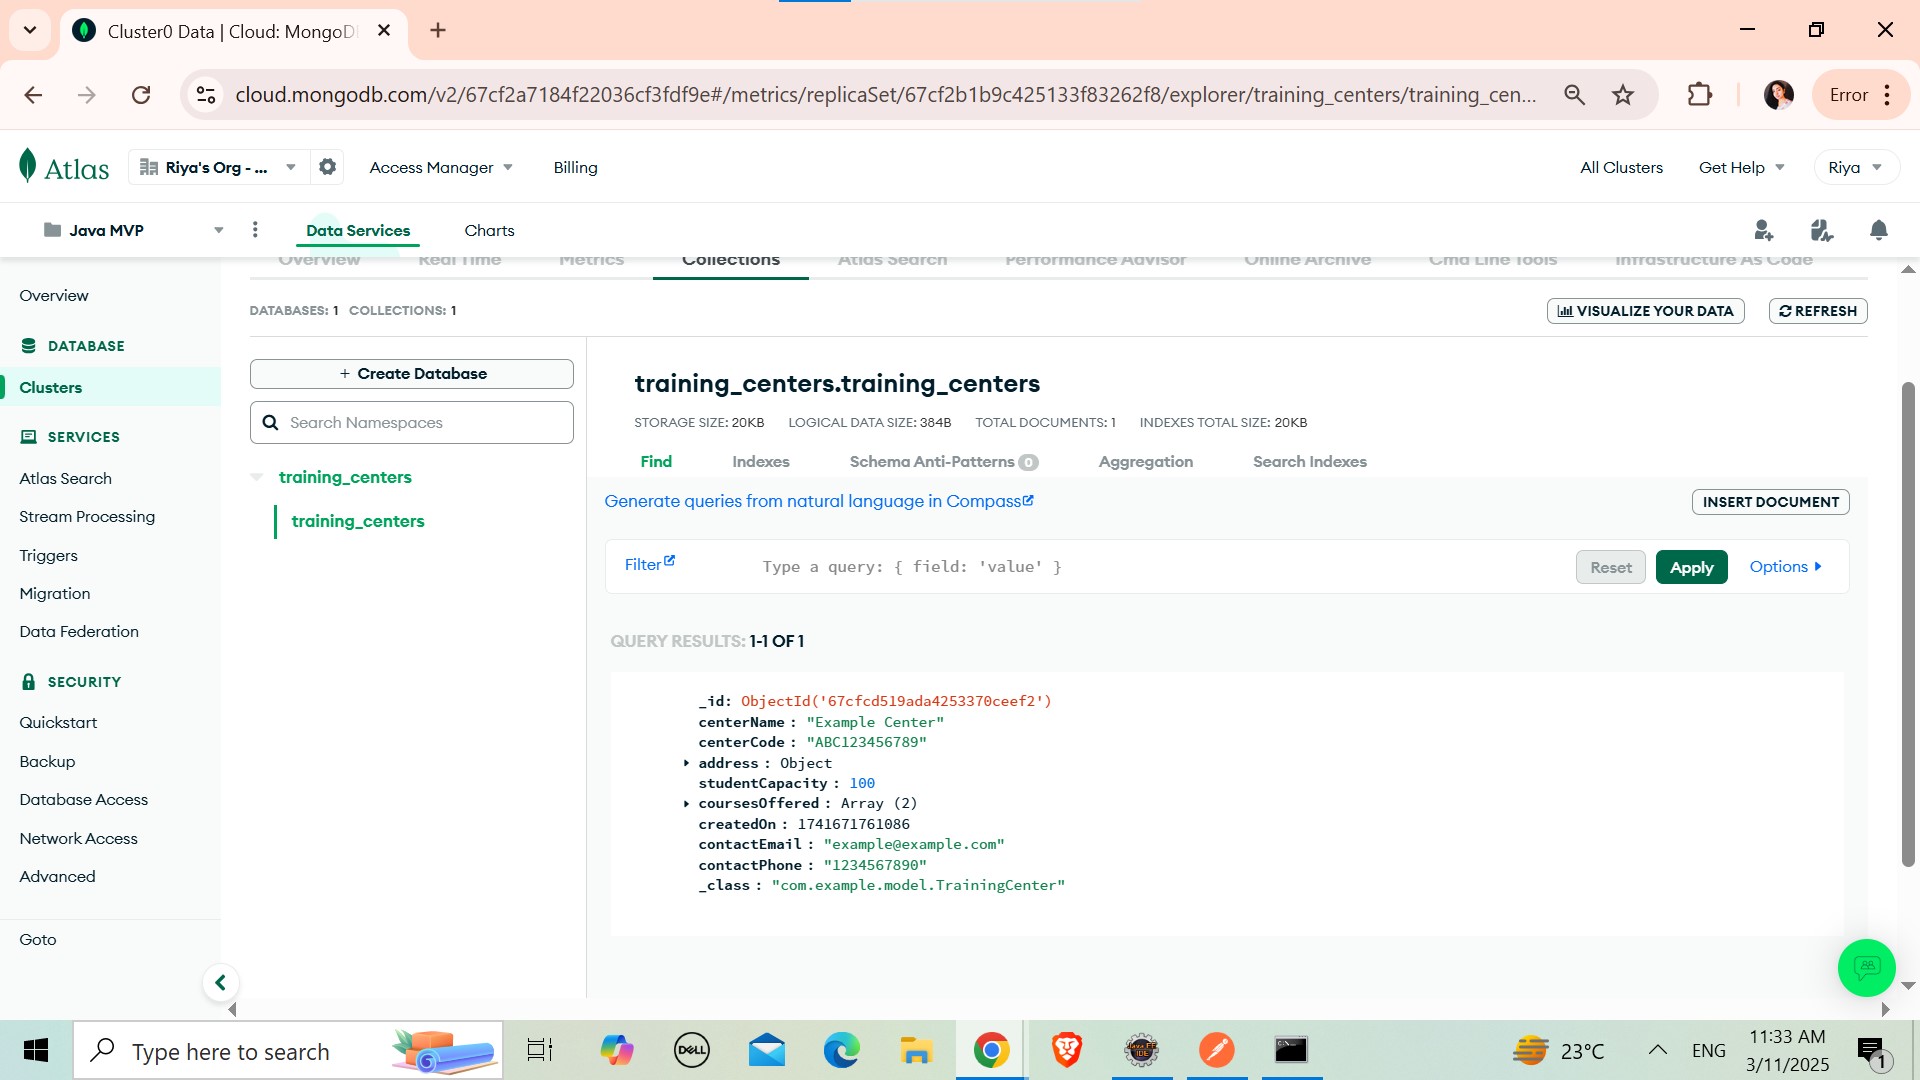 Cluster0 Data | Cloud: MongoD
cloud.mongodb.com/v2/67cf2a7184f22036cf3fdf9e#/metrics/replicaSet/67cf2b1b9c425133f83262f8/explorer/training_centers/training_cen...
Error
Atlas
Riya's Org - ...
Access Manager
Billing
All Clusters
Get Help
Riya
Java MVP
Data Services
Charts
Overview
Real Time
Metrics
Collections
Atlas Search
Performance Advisor
Online Archive
Cmd Line Tools
Infrastructure As Code
Overview
DATABASE
Clusters
SERVICES
Atlas Search
Stream Processing
Triggers
Migration
Data Federation
SECURITY
Quickstart
Backup
Database Access
Network Access
Advanced
Goto
DATABASES: 1 COLLECTIONS: 1
VISUALIZE YOUR DATA
REFRESH
+ Create Database
Search Namespaces
training_centers
training_centers
training_centers.training_centers
STORAGE SIZE: 20KB LOGICAL DATA SIZE: 384B TOTAL DOCUMENTS: 1 INDEXES TOTAL SIZE: 20KB
Find Indexes Schema Anti-Patterns 0 Aggregation Search Indexes
Generate queries from natural language in Compass
INSERT DOCUMENT
Filter
Type a query: { field: 'value' }
Reset
Apply
Options
QUERY RESULTS: 1-1 OF 1
_id: ObjectId('67cfcd519ada4253370ceef2')
centerName : "Example Center"
centerCode : "ABC123456789"
address : Object
studentCapacity : 100
coursesOffered : Array (2)
createdOn : 1741671761086
contactEmail : "example@example.com"
contactPhone : "1234567890"
_class : "com.example.model.TrainingCenter"
Type here to search
DELL
Java EE
IDE
23°C
ENG
11:33 AM
3/11/2025
1